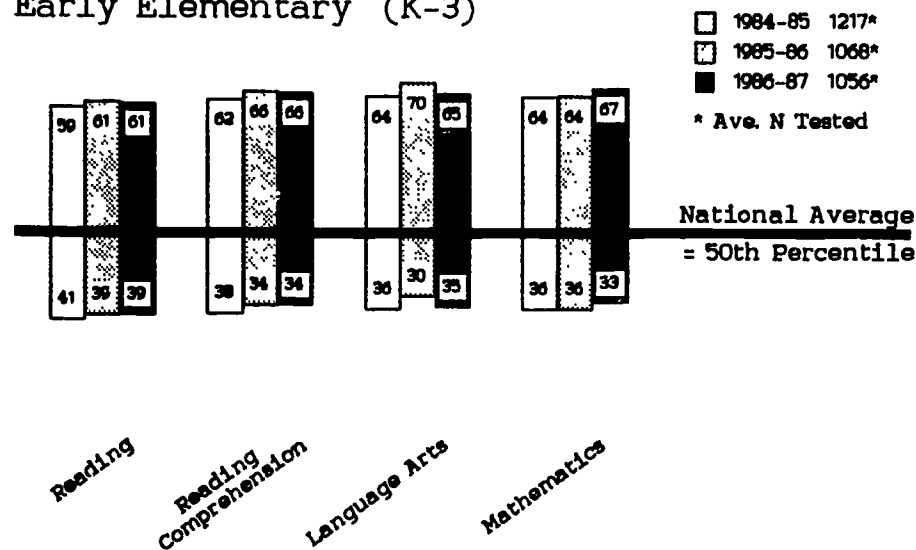 Early Elementary (K-3)
1984-85 1217*
1985-86 1068*
1986-87 1056*
* Ave. N Tested
59 61 61 62 66 66 64 70 65 64 64 67
National Average
= 50th Percentile
41 39 39 38 34 34 36 30 35 36 36 33
Reading
Reading
Comprehension
Language Arts
Mathematics